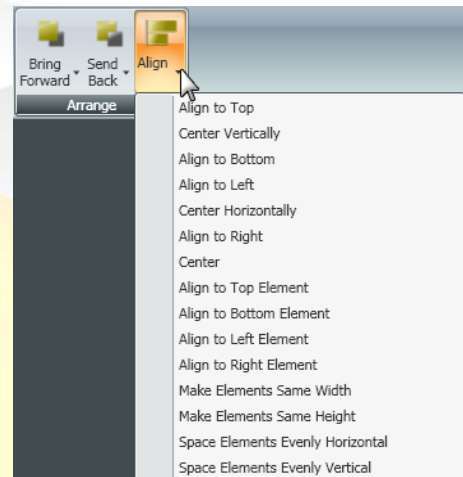 Bring Send Align
Forward Back
Arrange
Align to Top
Center Vertically
Align to Bottom
Align to Left
Center Horizontally
Align to Right
Center
Align to Top Element
Align to Bottom Element
Align to Left Element
Align to Right Element
Make Elements Same Width
Make Elements Same Height
Space Elements Evenly Horizontal
Space Elements Evenly Vertical